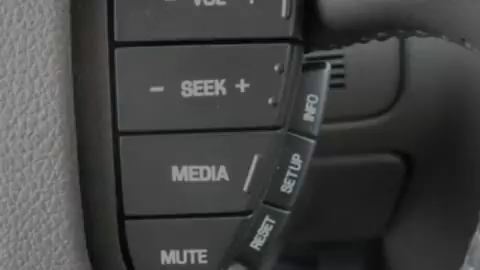 - VOL +
- SEEK +
INFO
MEDIA
SETUP
RESET
MUTE